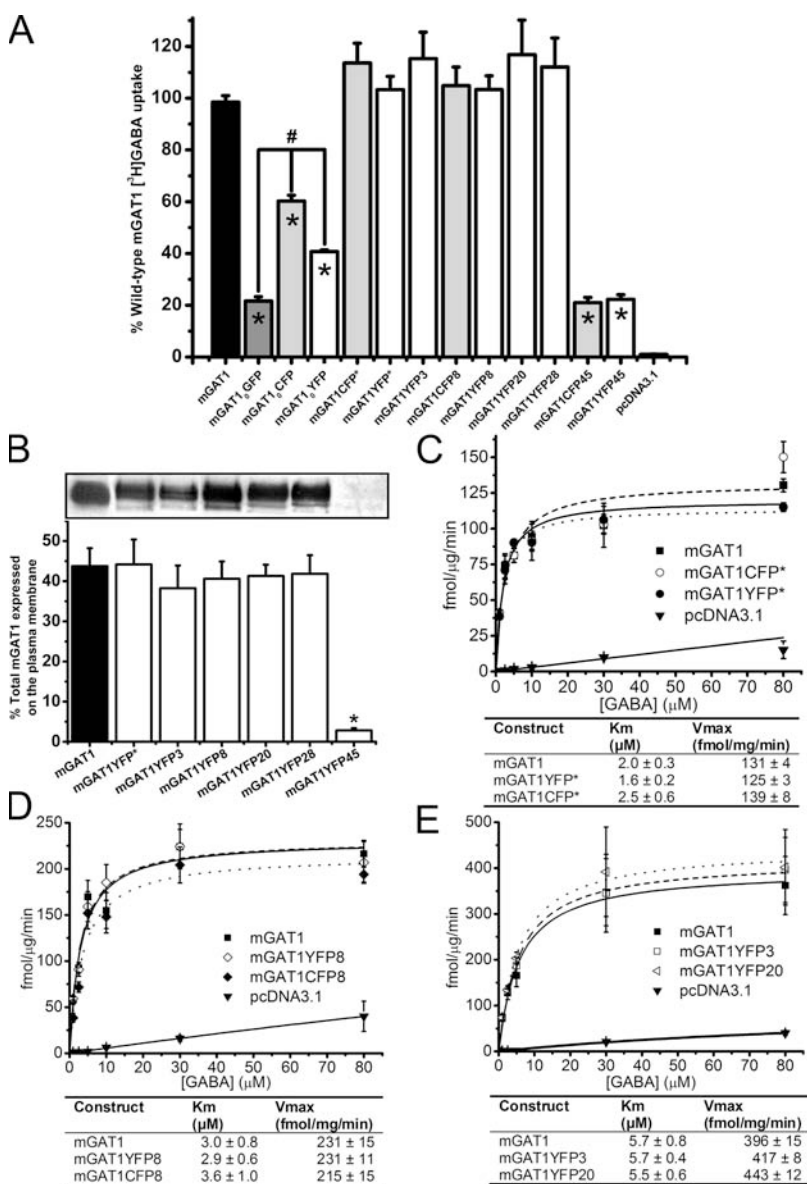 A
% Wild-type mGAT1 [³H]GABA uptake
120
100
80
60
40
20
0
#
*
*
*
*
*
mGAT1
mGAT1₀GFP
mGAT1₀CFP
mGAT1₀YFP
mGAT1CFP*
mGAT1YFP*
mGAT1YFP3
mGAT1CFP8
mGAT1YFP8
mGAT1YFP20
mGAT1YFP28
mGAT1CFP45
mGAT1YFP45
pcDNA3.1
B
% Total mGAT1 expressed
on the plasma membrane
50
40
30
20
10
0
*
mGAT1
mGAT1YFP*
mGAT1YFP3
mGAT1YFP8
mGAT1YFP20
mGAT1YFP28
mGAT1YFP45
C
fmol/µg/min
150
125
100
75
50
25
0
mGAT1
mGAT1CFP*
mGAT1YFP*
pcDNA3.1
0 10 20 30 40 50 60 70 80
[GABA] (µM)
Construct Km (µM) Vmax (fmol/mg/min)
mGAT1 2.0 ± 0.3 131 ± 4
mGAT1YFP* 1.6 ± 0.2 125 ± 3
mGAT1CFP* 2.5 ± 0.6 139 ± 8
D
fmol/µg/min
250
200
150
100
50
0
mGAT1
mGAT1YFP8
mGAT1CFP8
pcDNA3.1
0 10 20 30 40 50 60 70 80
[GABA] (µM)
Construct Km (µM) Vmax (fmol/mg/min)
mGAT1 3.0 ± 0.8 231 ± 15
mGAT1YFP8 2.9 ± 0.6 231 ± 11
mGAT1CFP8 3.6 ± 1.0 215 ± 15
E
fmol/µg/min
500
400
300
200
100
0
mGAT1
mGAT1YFP3
mGAT1YFP20
pcDNA3.1
0 10 20 30 40 50 60 70 80
[GABA] (µM)
Construct Km (µM) Vmax (fmol/mg/min)
mGAT1 5.7 ± 0.8 396 ± 15
mGAT1YFP3 5.7 ± 0.4 417 ± 8
mGAT1YFP20 5.5 ± 0.6 443 ± 12